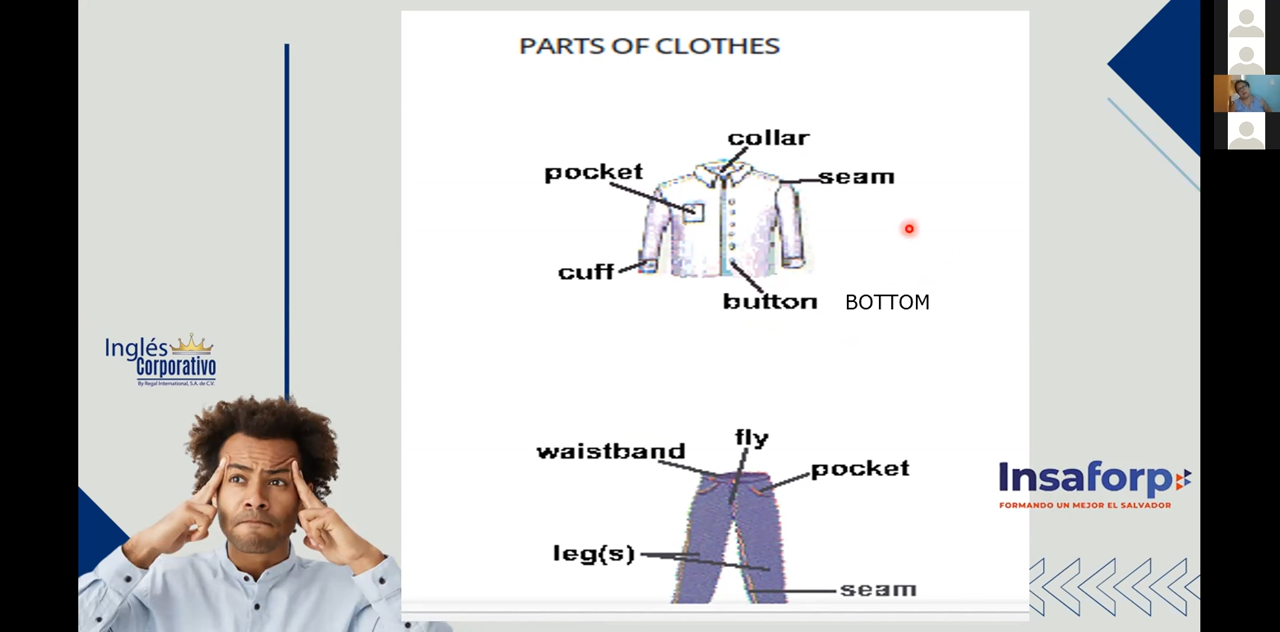 PARTS OF CLOTHES
collar
pocket
seam
cuff
button BOTTOM
fly
waistband
pocket
leg(s)
seam
Inglés
Corporativo
By Regal International, S.A. de C.V.
Insaforp
FORMANDO UN MEJOR EL SALVADOR